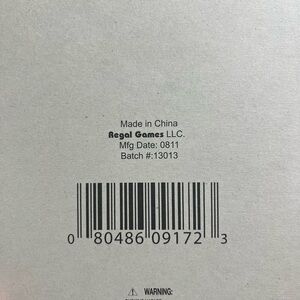 Made in China
Regal Games LLC.
Mfg Date: 0811
Batch #:13013
0 80486 09172 3
⚠ WARNING: